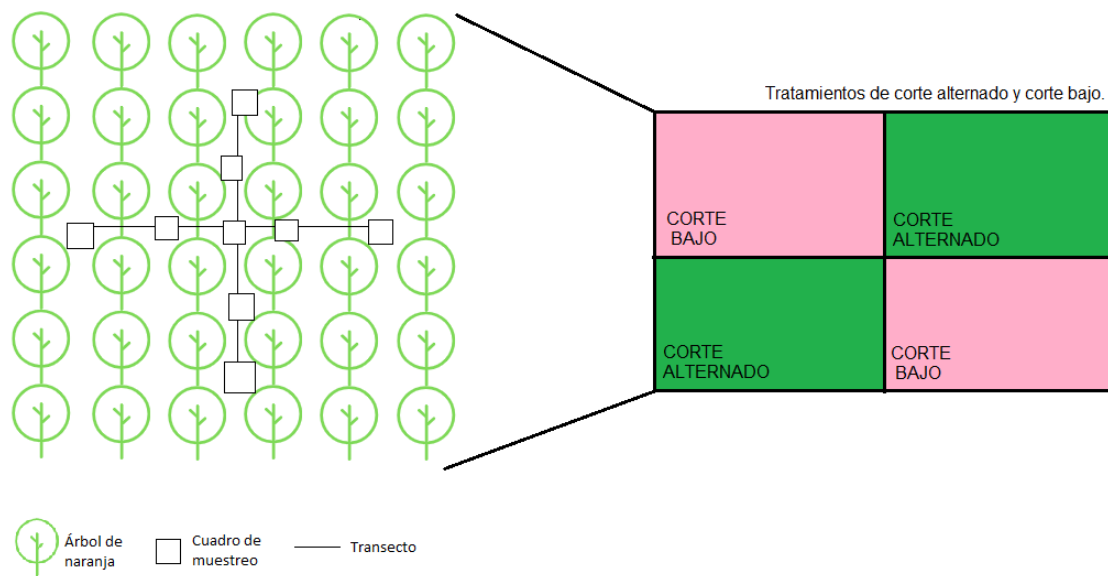 Tratamientos de corte alternado y corte bajo.
CORTE
BAJO
CORTE
ALTERNADO
CORTE
ALTERNADO
CORTE
BAJO
Árbol de
naranja
Cuadro de
muestreo
Transecto